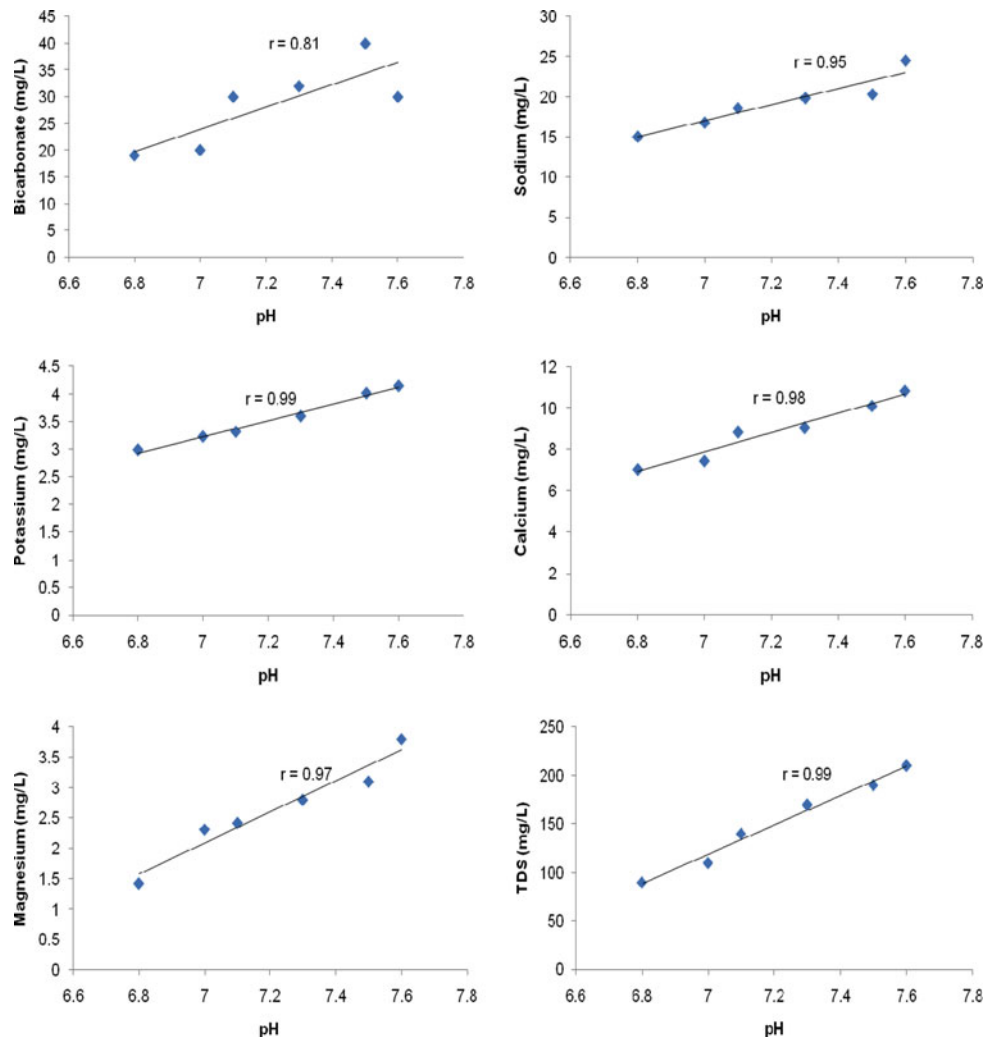 Bicarbonate (mg/L)
45
40
35
30
25
20
15
10
5
0
r = 0.81
6.6 6.8 7 7.2 7.4 7.6 7.8
pH
Sodium (mg/L)
30
25
20
15
10
5
0
r = 0.95
6.6 6.8 7 7.2 7.4 7.6 7.8
pH
Potassium (mg/L)
4.5
4
3.5
3
2.5
2
1.5
1
0.5
0
r = 0.99
6.6 6.8 7 7.2 7.4 7.6 7.8
pH
Calcium (mg/L)
12
10
8
6
4
2
0
r = 0.98
6.6 6.8 7 7.2 7.4 7.6 7.8
pH
Magnesium (mg/L)
4
3.5
3
2.5
2
1.5
1
0.5
0
r = 0.97
6.6 6.8 7 7.2 7.4 7.6 7.8
pH
TDS (mg/L)
250
200
150
100
50
0
r = 0.99
6.6 6.8 7 7.2 7.4 7.6 7.8
pH